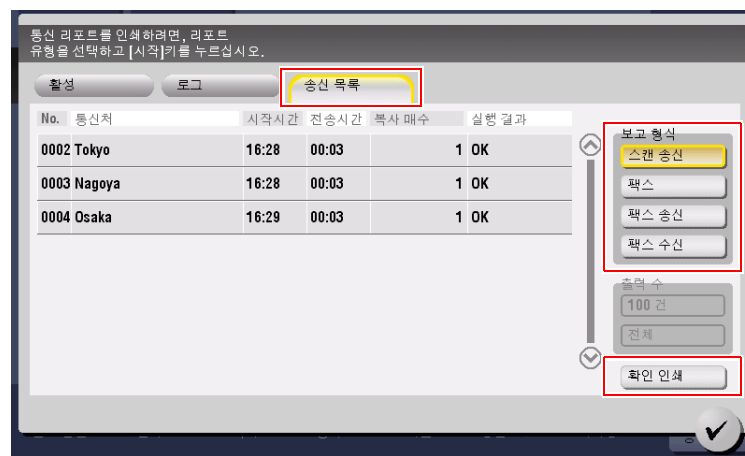 통신 리포트를 인쇄하려면, 리포트
유형을 선택하고 [시작]키를 누르십시오.
활성 로그 송신 목록
No. 통신처 시작시간 전송시간 복사 매수 실행 결과
0002 Tokyo 16:28 00:03 1 OK
0003 Nagoya 16:28 00:03 1 OK
0004 Osaka 16:29 00:03 1 OK
보고 형식
스캔 송신
팩스
팩스 송신
팩스 수신
출력 수
100 건
전체
확인 인쇄